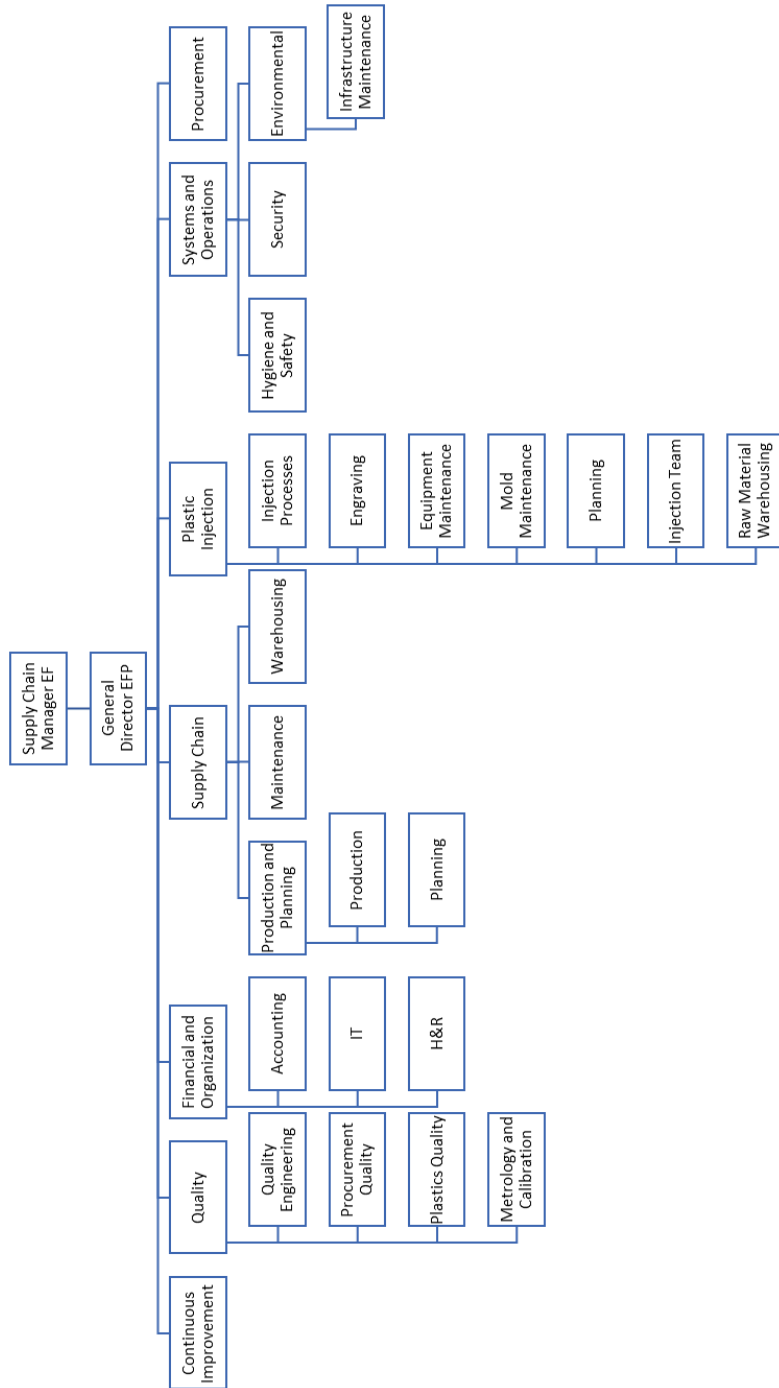 Supply Chain
Manager EF
General
Director EFP
Continuous
Improvement
Quality
Financial and
Organization
Supply Chain
Plastic
Injection
Systems and
Operations
Procurement
Quality
Engineering
Procurement
Quality
Plastics Quality
Metrology and
Calibration
Accounting
IT
H&R
Production and
Planning
Production
Planning
Maintenance
Warehousing
Injection
Processes
Engraving
Equipment
Maintenance
Mold
Maintenance
Planning
Injection Team
Raw Material
Warehousing
Hygiene and
Safety
Security
Environmental
Infrastructure
Maintenance